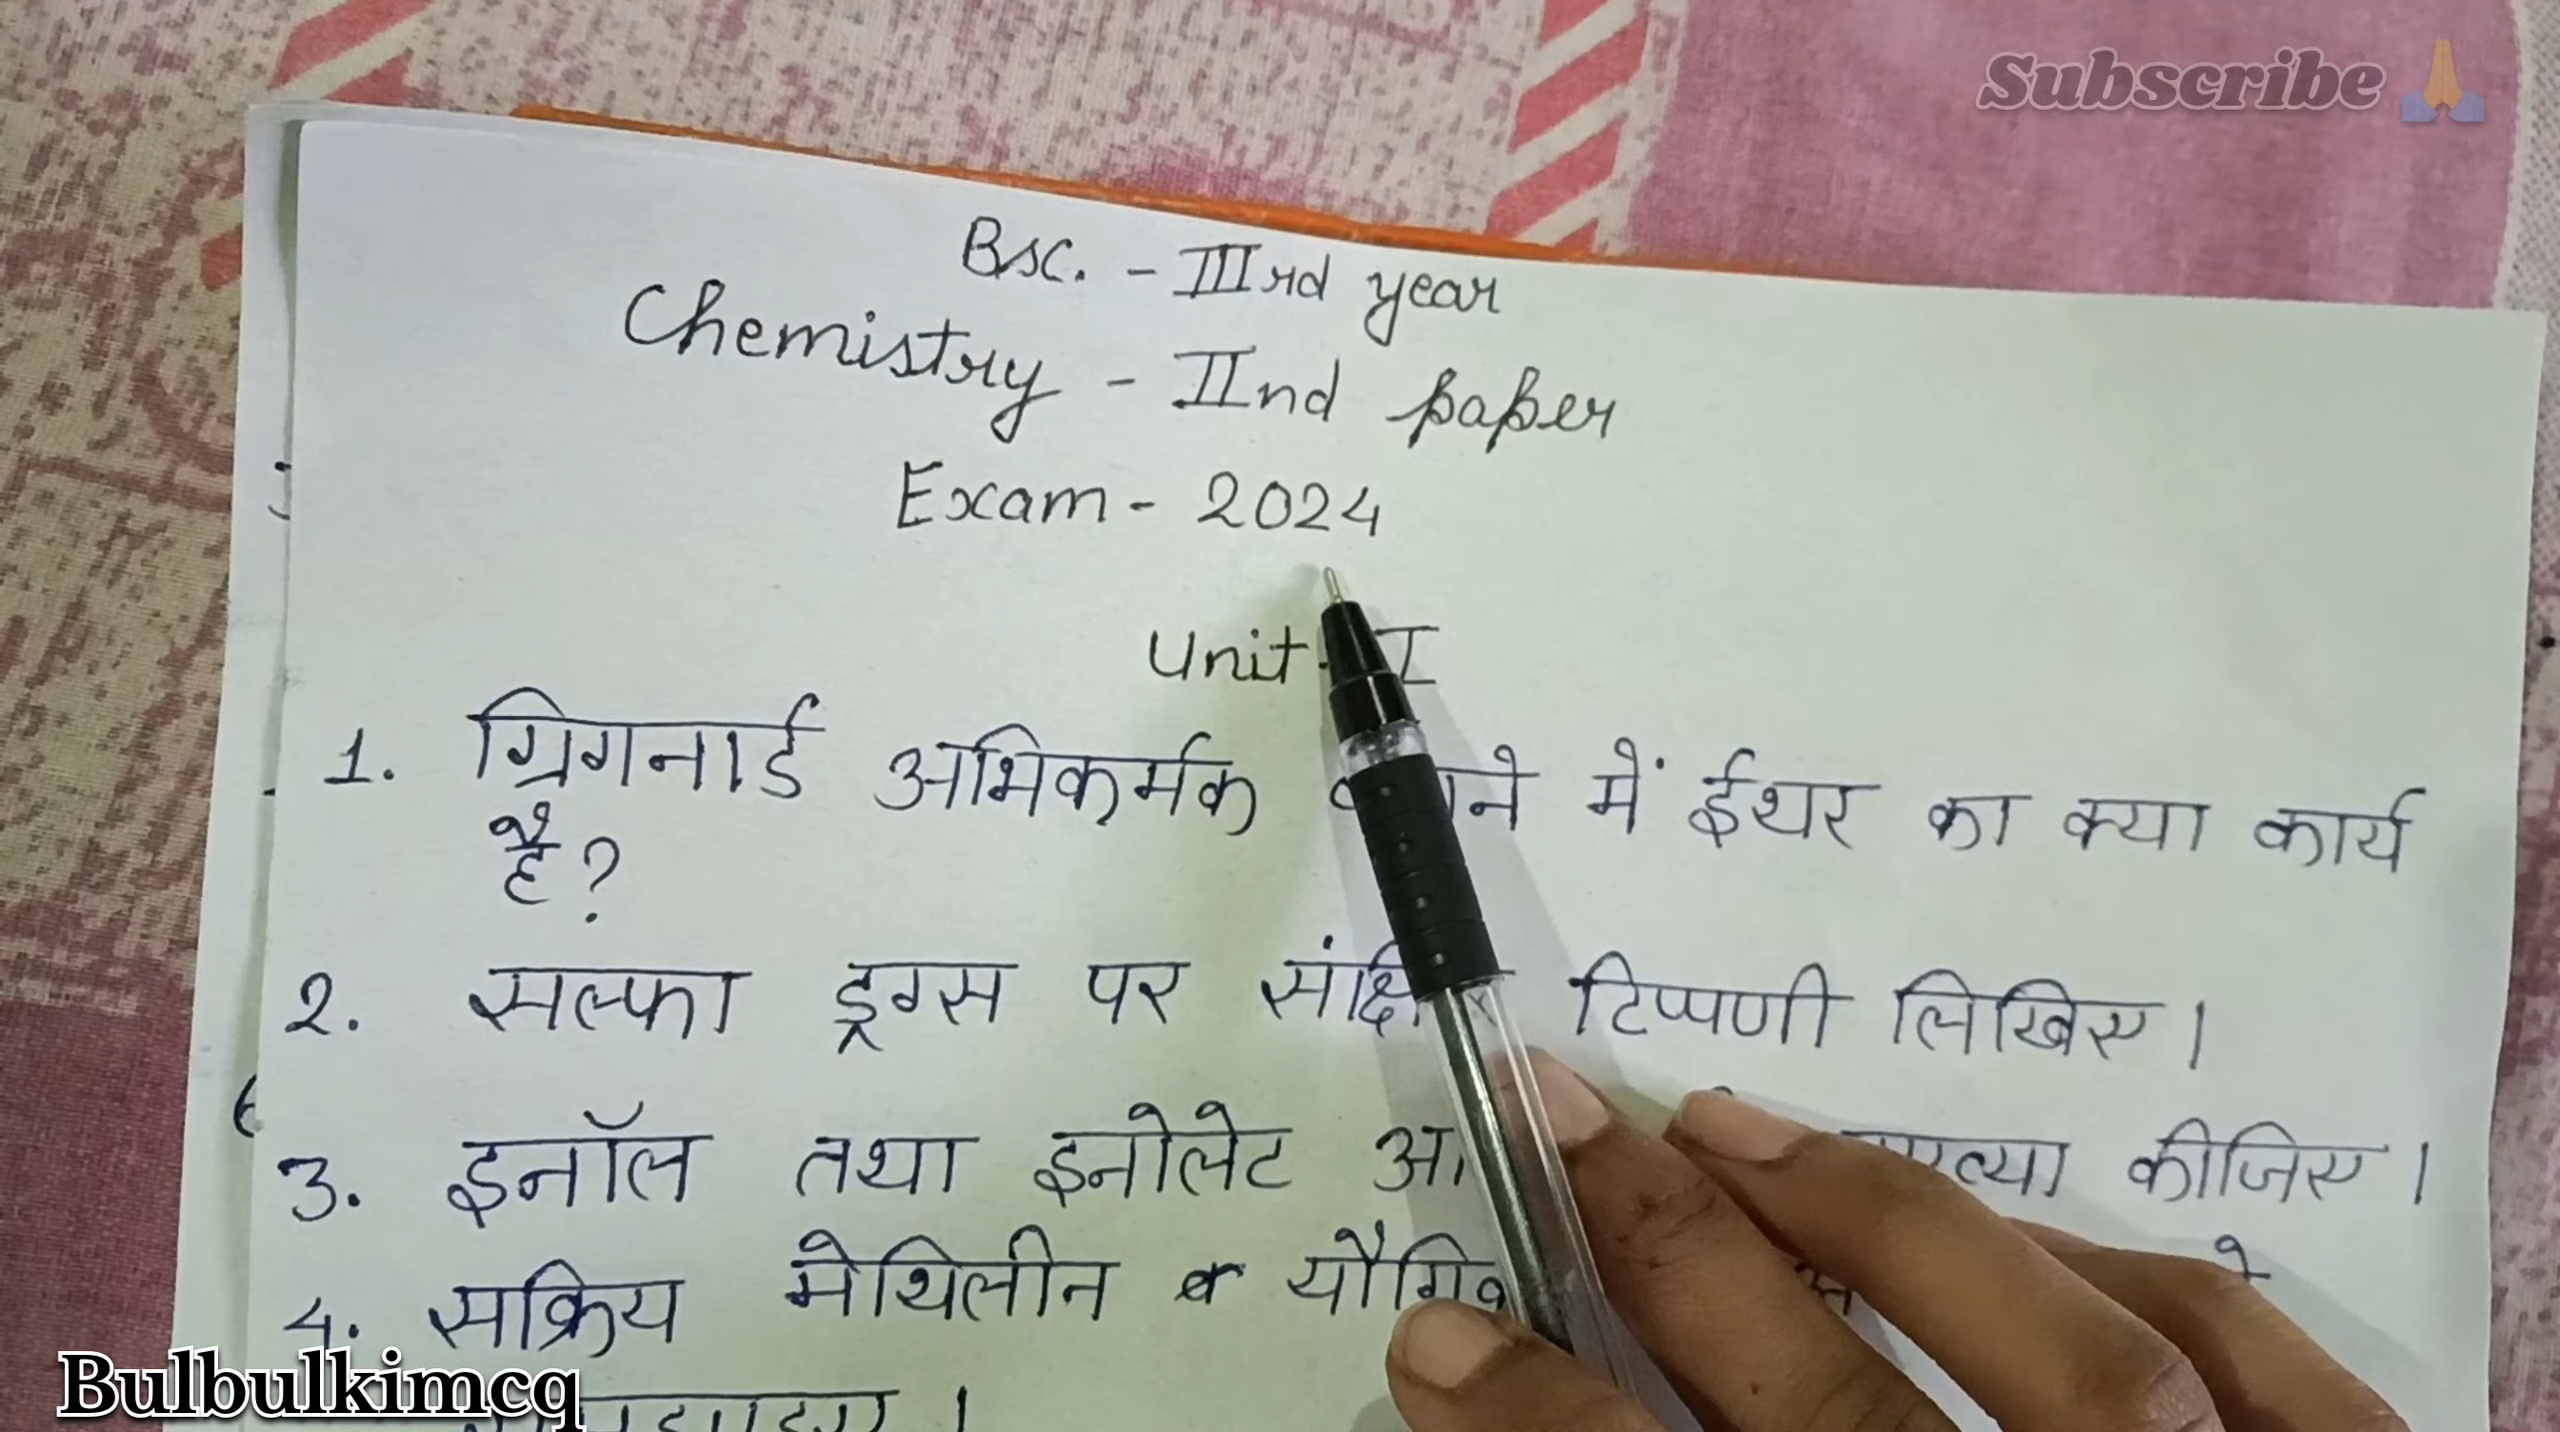 Subscribe 🙏
Bsc. - IIIrd year
Chemistry - IInd paper
Exam - 2024
Unit - I
1. ग्रिगनार्ड अभिकर्मक में ईथर का क्या कार्य
है?
2. सल्फा ड्रग्स पर टिप्पणी लिखिए।
3. इनॉल तथा इनोलेट कीजिए।
4. सक्रिय मेथिलीन
Bulbulkimcq